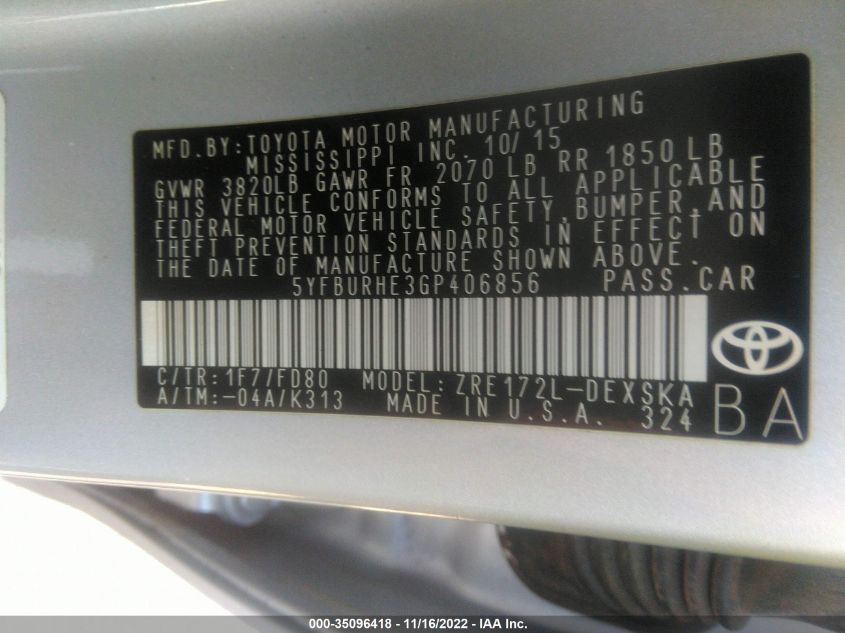 MFD. BY: TOYOTA MOTOR MANUFACTURING
MISSISSIPPI INC. 10/15
GVWR 3820LB GAWR FR 2070 LB RR 1850 LB
THIS VEHICLE CONFORMS TO ALL APPLICABLE
FEDERAL MOTOR VEHICLE SAFETY, BUMPER, AND
THEFT PREVENTION STANDARDS IN EFFECT ON
THE DATE OF MANUFACTURE SHOWN ABOVE.
5YFBURHE3GP406856 PASS. CAR
C/TR: 1F7/FD80 MODEL: ZRE172L-DEXSKA
A/TM: -04A/K313 MADE IN U.S.A. 324
BA
000-35096418 - 11/16/2022 - IAA Inc.